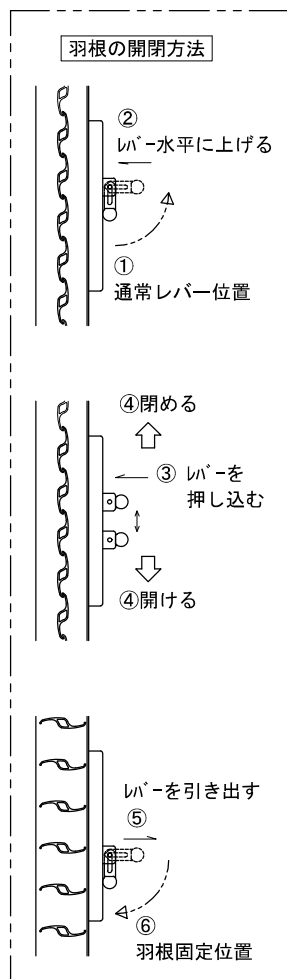 羽根の開閉方法
②
ﾚﾊﾞｰ水平に上げる
①
通常レバー位置
④閉める
③ ﾚﾊﾞｰを
押し込む
④開ける
ﾚﾊﾞｰを引き出す
⑤
⑥
羽根固定位置